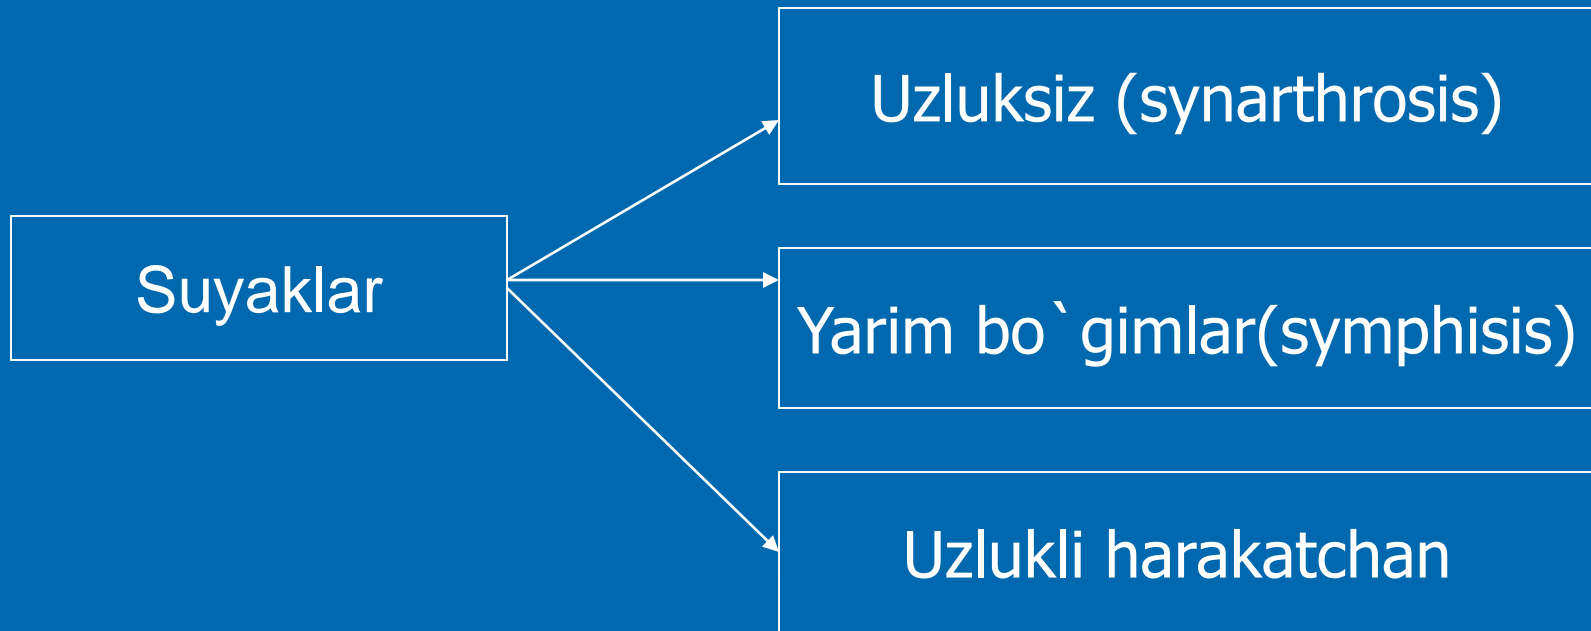 Suyaklar
Uzluksiz (synarthrosis)
Yarim bo`gimlar(symphisis)
Uzlukli harakatchan